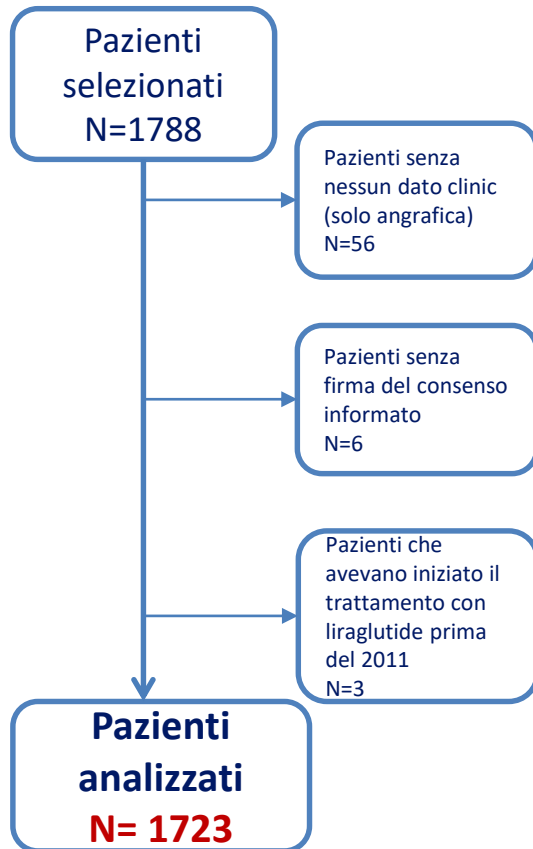 Pazienti
selezionati
N=1788
Pazienti senza
nessun dato clinic
(solo angrafica)
N=56
Pazienti senza
firma del consenso
informato
N=6
Pazienti che
avevano iniziato il
trattamento con
liraglutide prima
del 2011
N=3
Pazienti
analizzati
N= 1723